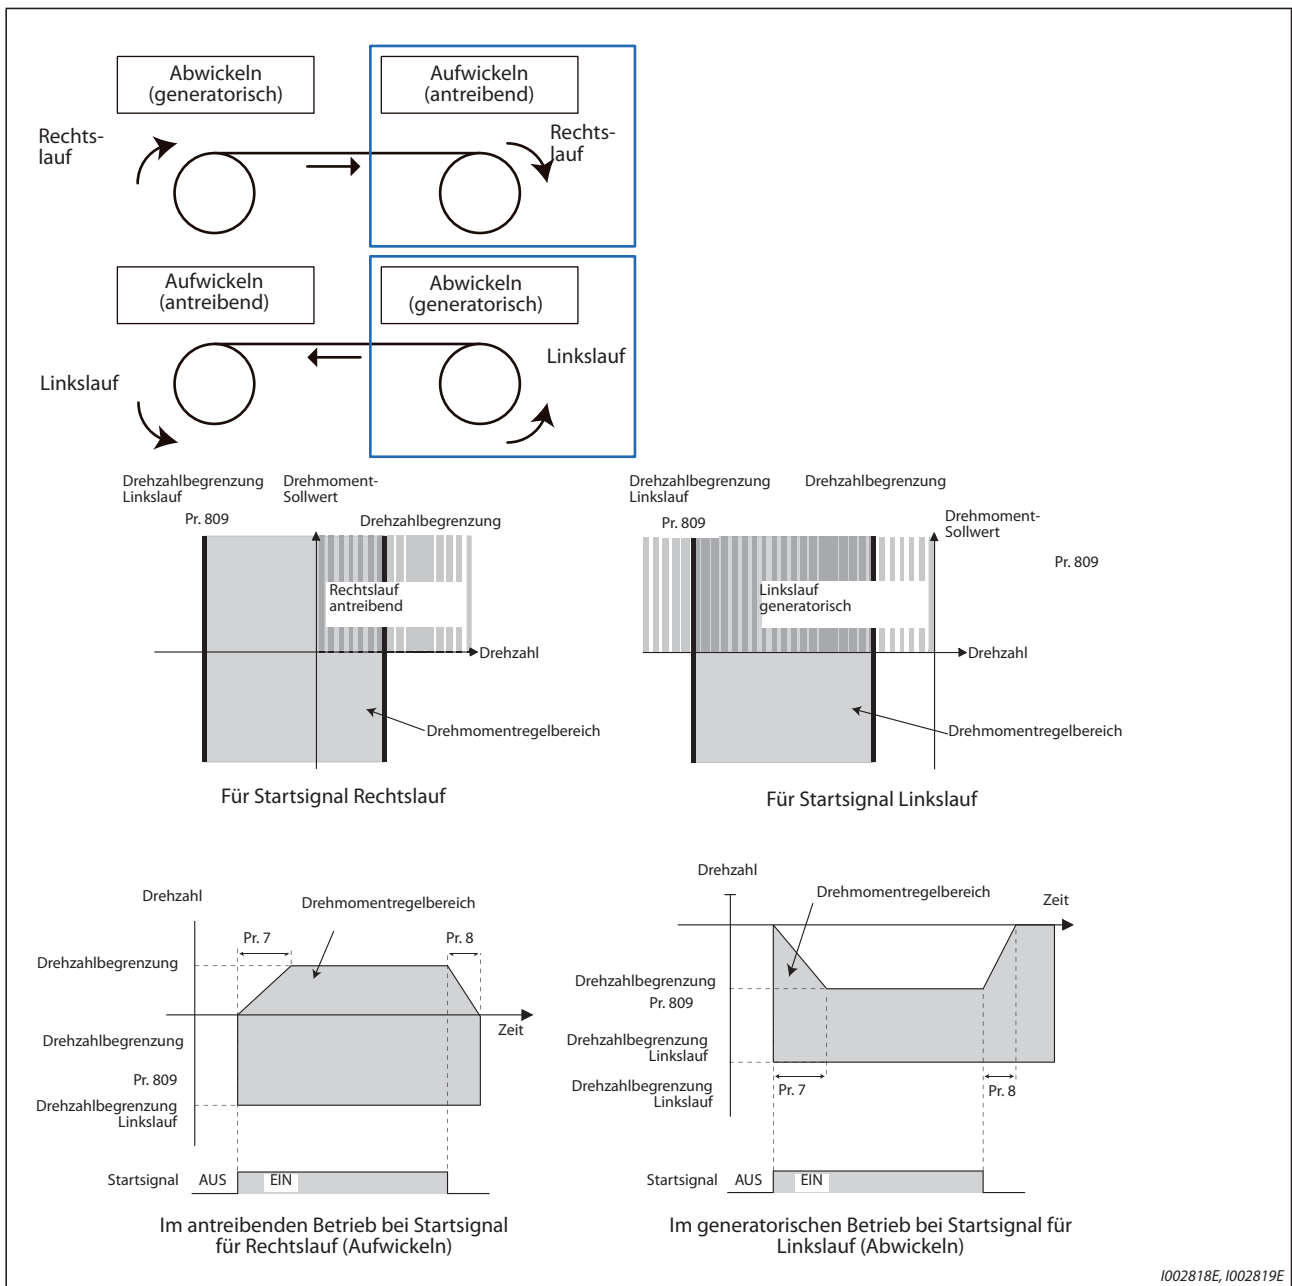 Abwickeln
(generatorisch)
Aufwickeln
(antreibend)
Rechts-
lauf
Rechts-
lauf
Aufwickeln
(antreibend)
Abwickeln
(generatorisch)
Linkslauf
Linkslauf
Drehzahlbegrenzung
Linkslauf
Drehmoment-
Sollwert
Pr. 809
Drehzahlbegrenzung
Rechtslauf
antreibend
Drehzahl
Drehmomentregelbereich
Für Startsignal Rechtslauf
Drehzahlbegrenzung
Linkslauf
Drehzahlbegrenzung
Pr. 809
Drehmoment-
Sollwert
Pr. 809
Linkslauf
generatorisch
Drehzahl
Drehmomentregelbereich
Für Startsignal Linkslauf
Drehzahl
Drehmomentregelbereich
Pr. 7
Pr. 8
Drehzahlbegrenzung
Zeit
Drehzahlbegrenzung
Pr. 809
Drehzahlbegrenzung
Linkslauf
Startsignal
AUS
EIN
Im antreibenden Betrieb bei Startsignal
für Rechtslauf (Aufwickeln)
Drehzahl
Drehmomentregelbereich
Zeit
Drehzahlbegrenzung
Pr. 809
Drehzahlbegrenzung
Linkslauf
Drehzahlbegrenzung
Linkslauf
Pr. 7
Pr. 8
Startsignal
AUS
EIN
Im generatorischen Betrieb bei Startsignal für
Linkslauf (Abwickeln)
I002818E, I002819E